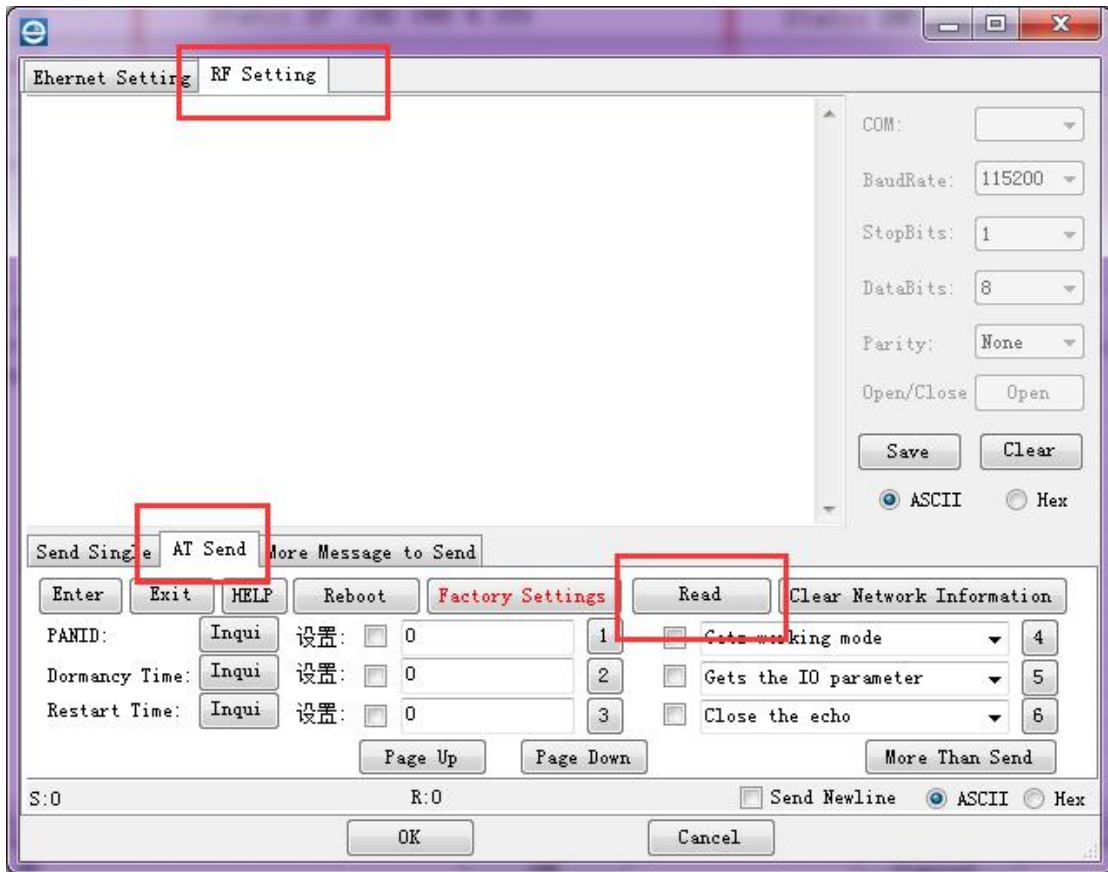 Ehernet Setting RF Setting
COM:
BaudRate: 115200
StopBits: 1
DataBits: 8
Parity: None
Open/Close Open
Save Clear
ASCII Hex
Send Single AT Send More Message to Send
Enter Exit HELP Reboot Factory Settings Read Clear Network Information
PANID: Inqui 设置: 0 1 Gets working mode 4
Dormancy Time: Inqui 设置: 0 2 Gets the IO parameter 5
Restart Time: Inqui 设置: 0 3 Close the echo 6
Page Up Page Down More Than Send
S:0 R:0 Send Newline ASCII Hex
OK Cancel